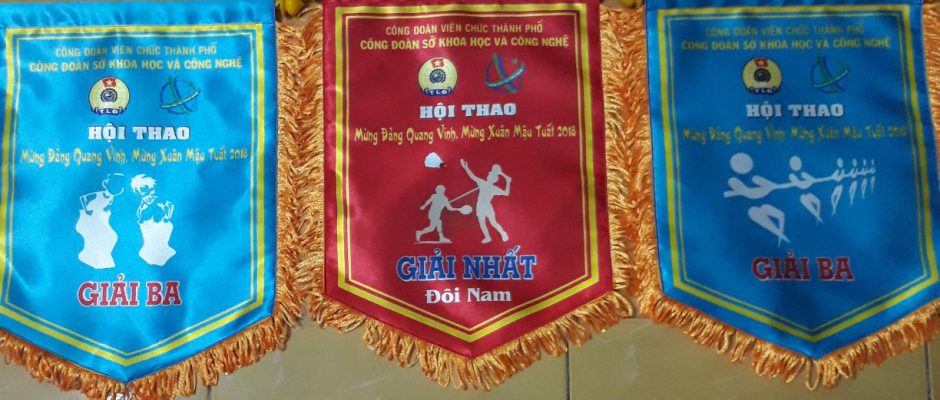 CÔNG ĐOÀN VIÊN CHỨC THÀNH PHỐ
CÔNG ĐOÀN SỞ KHOA HỌC VÀ CÔNG NGHỆ
TLĐ
HỘI THAO
Mừng Đảng Quang Vinh, Mừng Xuân Mậu Tuất 2018
GIẢI BA
CÔNG ĐOÀN VIÊN CHỨC THÀNH PHỐ
CÔNG ĐOÀN SỞ KHOA HỌC VÀ CÔNG NGHỆ
TLĐ
HỘI THAO
Mừng Đảng Quang Vinh, Mừng Xuân Mậu Tuất 2018
GIẢI NHẤT
Đôi Nam
CÔNG ĐOÀN VIÊN CHỨC THÀNH PHỐ
CÔNG ĐOÀN SỞ KHOA HỌC VÀ CÔNG NGHỆ
TLĐ
HỘI THAO
Mừng Đảng Quang Vinh, Mừng Xuân Mậu Tuất 2018
GIẢI BA